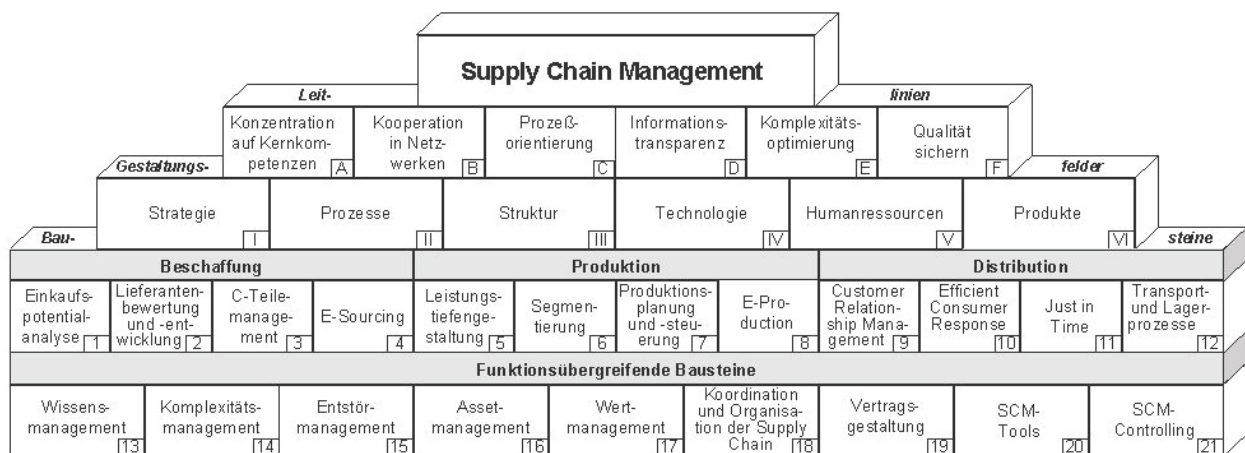 Supply Chain Management
Leit-
linien
Konzentration
auf Kernkom-
petenzen
A
Kooperation
in Netz-
werken
B
Prozeß-
orientierung
C
Informations-
transparenz
D
Komplexitäts-
optimierung
E
Qualität
sichern
F
Gestaltungs-
felder
Strategie
I
Prozesse
II
Struktur
III
Technologie
IV
Humanressourcen
V
Produkte
VI
Bau-
steine
Beschaffung
Produktion
Distribution
Einkaufs-
potential-
analyse
1
Lieferanten-
bewertung
und -ent-
wicklung
2
C-Teile-
manage-
ment
3
E-Sourcing
4
Leistungs-
tiefenge-
staltung
5
Segmen-
tierung
6
Produktions-
planung
und -steu-
erung
7
E-Pro-
duction
8
Customer
Relation-
ship Mana-
gement
9
Efficient
Consumer
Response
10
Just in
Time
11
Transport-
und Lager-
prozesse
12
Funktionsübergreifende Bausteine
Wissens-
management
13
Komplexitäts-
management
14
Entstör-
management
15
Asset-
management
16
Wert-
management
17
Koordination
und Organisa-
tion der Supply
Chain
18
Vertrags-
gestaltung
19
SCM-
Tools
20
SCM-
Controlling
21